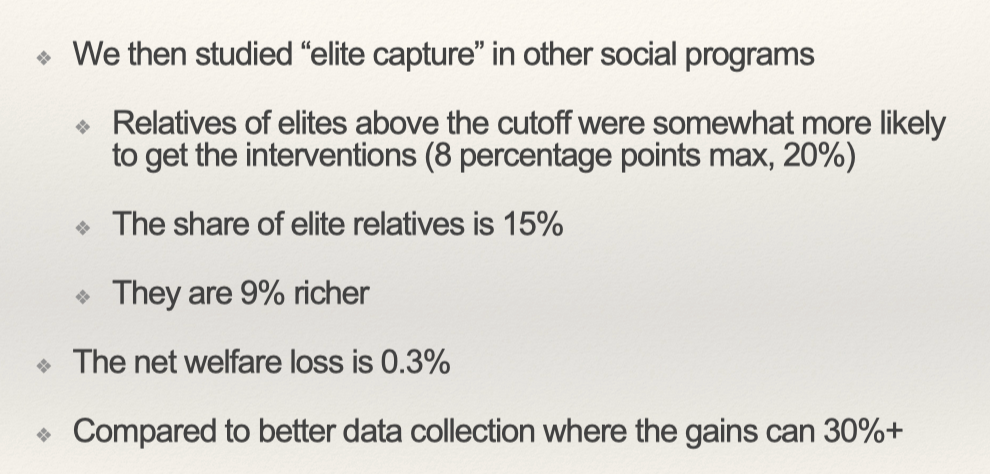 We then studied “elite capture” in other social programs
Relatives of elites above the cutoff were somewhat more likely
to get the interventions (8 percentage points max, 20%)
The share of elite relatives is 15%
They are 9% richer
The net welfare loss is 0.3%
Compared to better data collection where the gains can 30%+